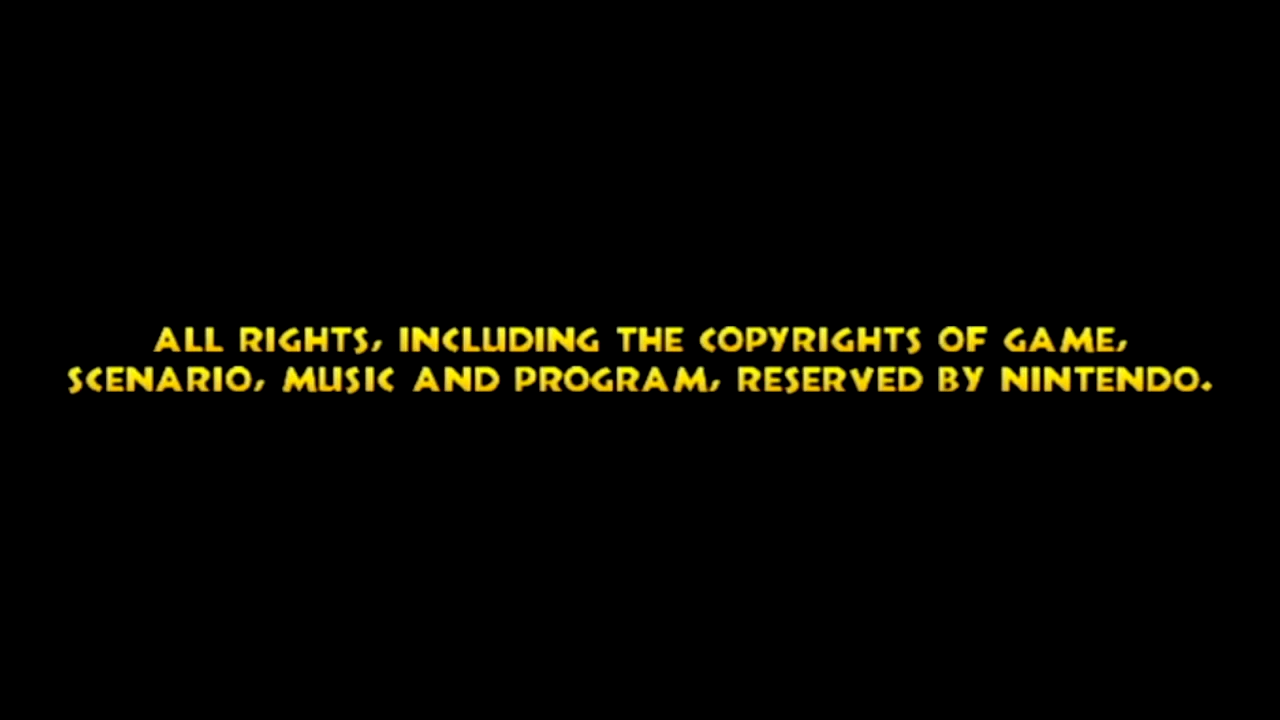 ALL RIGHTS, INCLUDING THE COPYRIGHTS OF GAME,
SCENARIO, MUSIC AND PROGRAM, RESERVED BY NINTENDO.